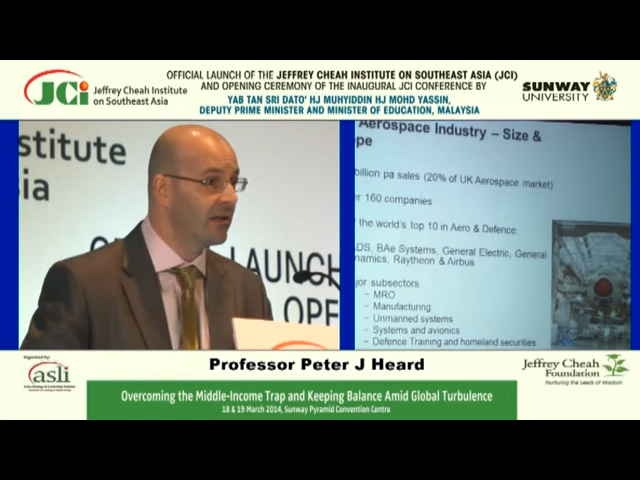 JCi
Jeffrey Cheah Institute
on Southeast Asia
OFFICIAL LAUNCH OF THE JEFFREY CHEAH INSTITUTE ON SOUTHEAST ASIA (JCI)
AND OPENING CEREMONY OF THE INAUGURAL JCI CONFERENCE BY
YAB TAN SRI DATO' HJ MUHYIDDIN HJ MOHD YASSIN,
DEPUTY PRIME MINISTER AND MINISTER OF EDUCATION, MALAYSIA
SUNWAY
UNIVERSITY
stitute
ia
O
LAUNCH
OPE
Aerospace Industry – Size &
pe
billion pa sales (20% of UK Aerospace market)
r 160 companies
f the world's top 10 in Aero & Defence:
DS, BAe Systems, General Electric, General
namics, Raytheon & Airbus
jor subsectors
– MRO
– Manufacturing
– Unmanned systems
– Systems and avionics
– Defence Training and homeland securities
Organised by:
asli
Professor Peter J Heard
Jeffrey Cheah
Foundation
Nurturing the Seeds of Wisdom
Overcoming the Middle-Income Trap and Keeping Balance Amid Global Turbulence
18 & 19 March 2014, Sunway Pyramid Convention Centre